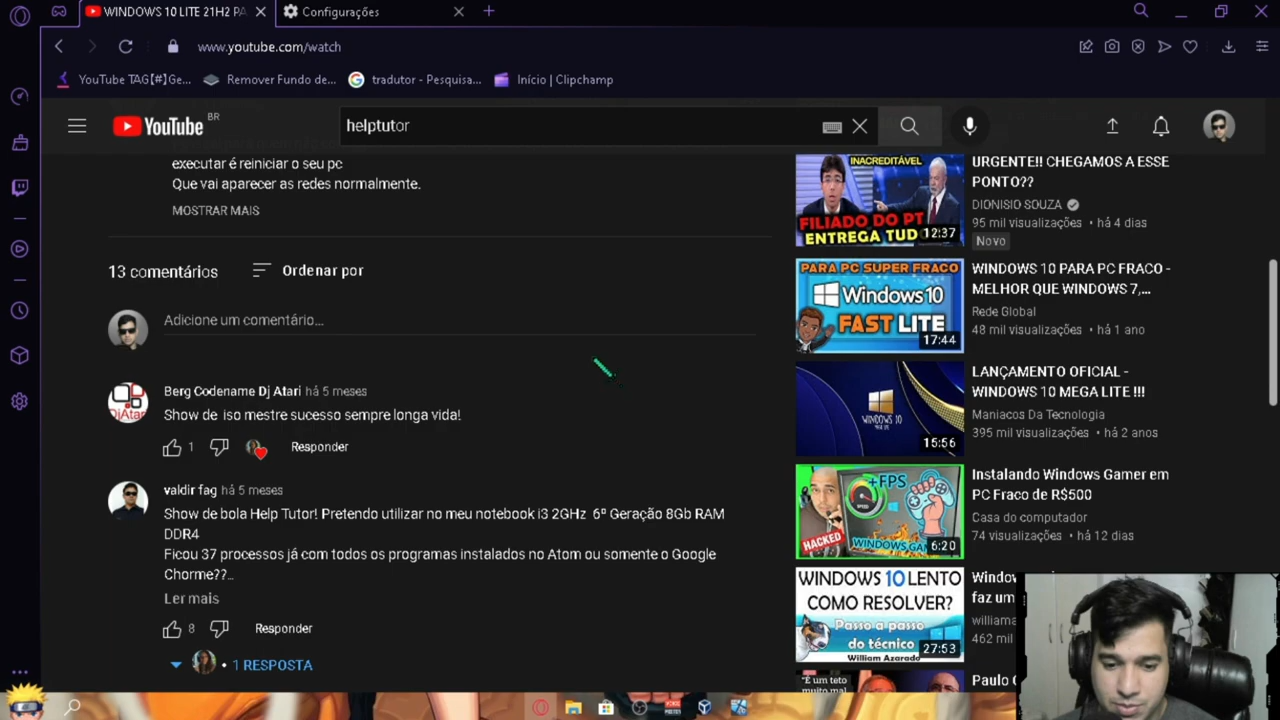 WINDOWS 10 LITE 21H2 PA
Configurações
www.youtube.com/watch
YouTube TAG【#】Ge...
Remover Fundo de...
tradutor - Pesquisa...
Início | Clipchamp
YouTube BR
helptutor
executar é reiniciar o seu pc
Que vai aparecer as redes normalmente.
MOSTRAR MAIS
13 comentários
Ordenar por
Adicione um comentário...
Berg Codename Dj Atari há 5 meses
Show de iso mestre sucesso sempre longa vida!
1
Responder
valdir fag há 5 meses
Show de bola Help Tutor! Pretendo utilizar no meu notebook i3 2GHz 6º Geração 8Gb RAM
DDR4
Ficou 37 processos já com todos os programas instalados no Atom ou somente o Google
Chorme??...
Ler mais
8
Responder
• 1 RESPOSTA
INACREDITÁVEL
FILIADO DO PT
ENTREGA TUD
12:37
URGENTE!! CHEGAMOS A ESSE
PONTO??
DIONISIO SOUZA
95 mil visualizações • há 4 dias
Novo
PARA PC SUPER FRACO
Windows10
FAST LITE
17:44
WINDOWS 10 PARA PC FRACO -
MELHOR QUE WINDOWS 7,...
Rede Global
48 mil visualizações • há 1 ano
WINDOWS 10
15:56
LANÇAMENTO OFICIAL -
WINDOWS 10 MEGA LITE !!!
Maniacos Da Tecnologia
395 mil visualizações • há 2 anos
+FPS
HACKED
WINDOWS GA
6:20
Instalando Windows Gamer em
PC Fraco de R$500
Casa do computador
74 visualizações • há 12 dias
WINDOWS 10 LENTO
COMO RESOLVER?
Passo a passo
do técnico
William Azarado
27:53
Windo
faz um
williama
462 mil
"É um teto
muito mal
Paulo